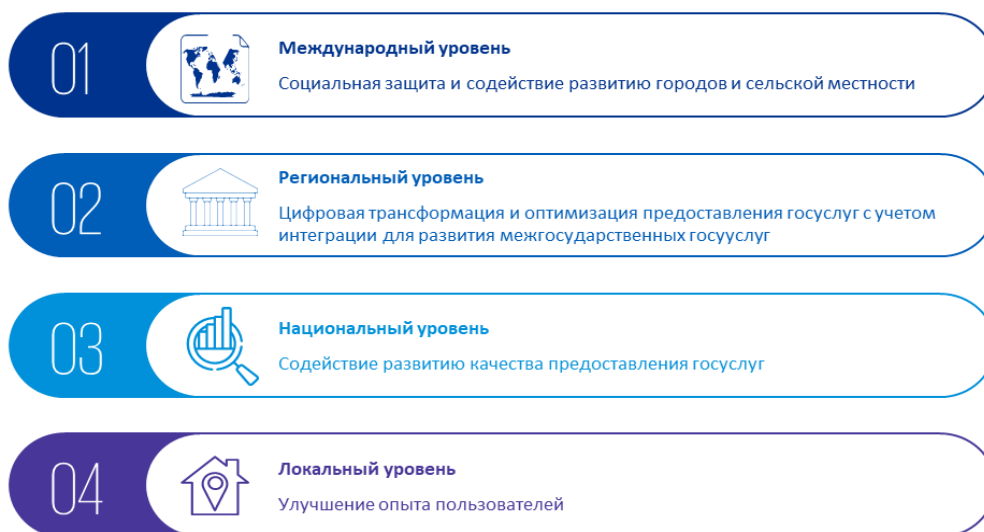 01
Международный уровень
Социальная защита и содействие развитию городов и сельской местности
02
Региональный уровень
Цифровая трансформация и оптимизация предоставления госуслуг с учетом
интеграции для развития межгосударственных госууслуг
03
Национальный уровень
Содействие развитию качества предоставления госуслуг
04
Локальный уровень
Улучшение опыта пользователей